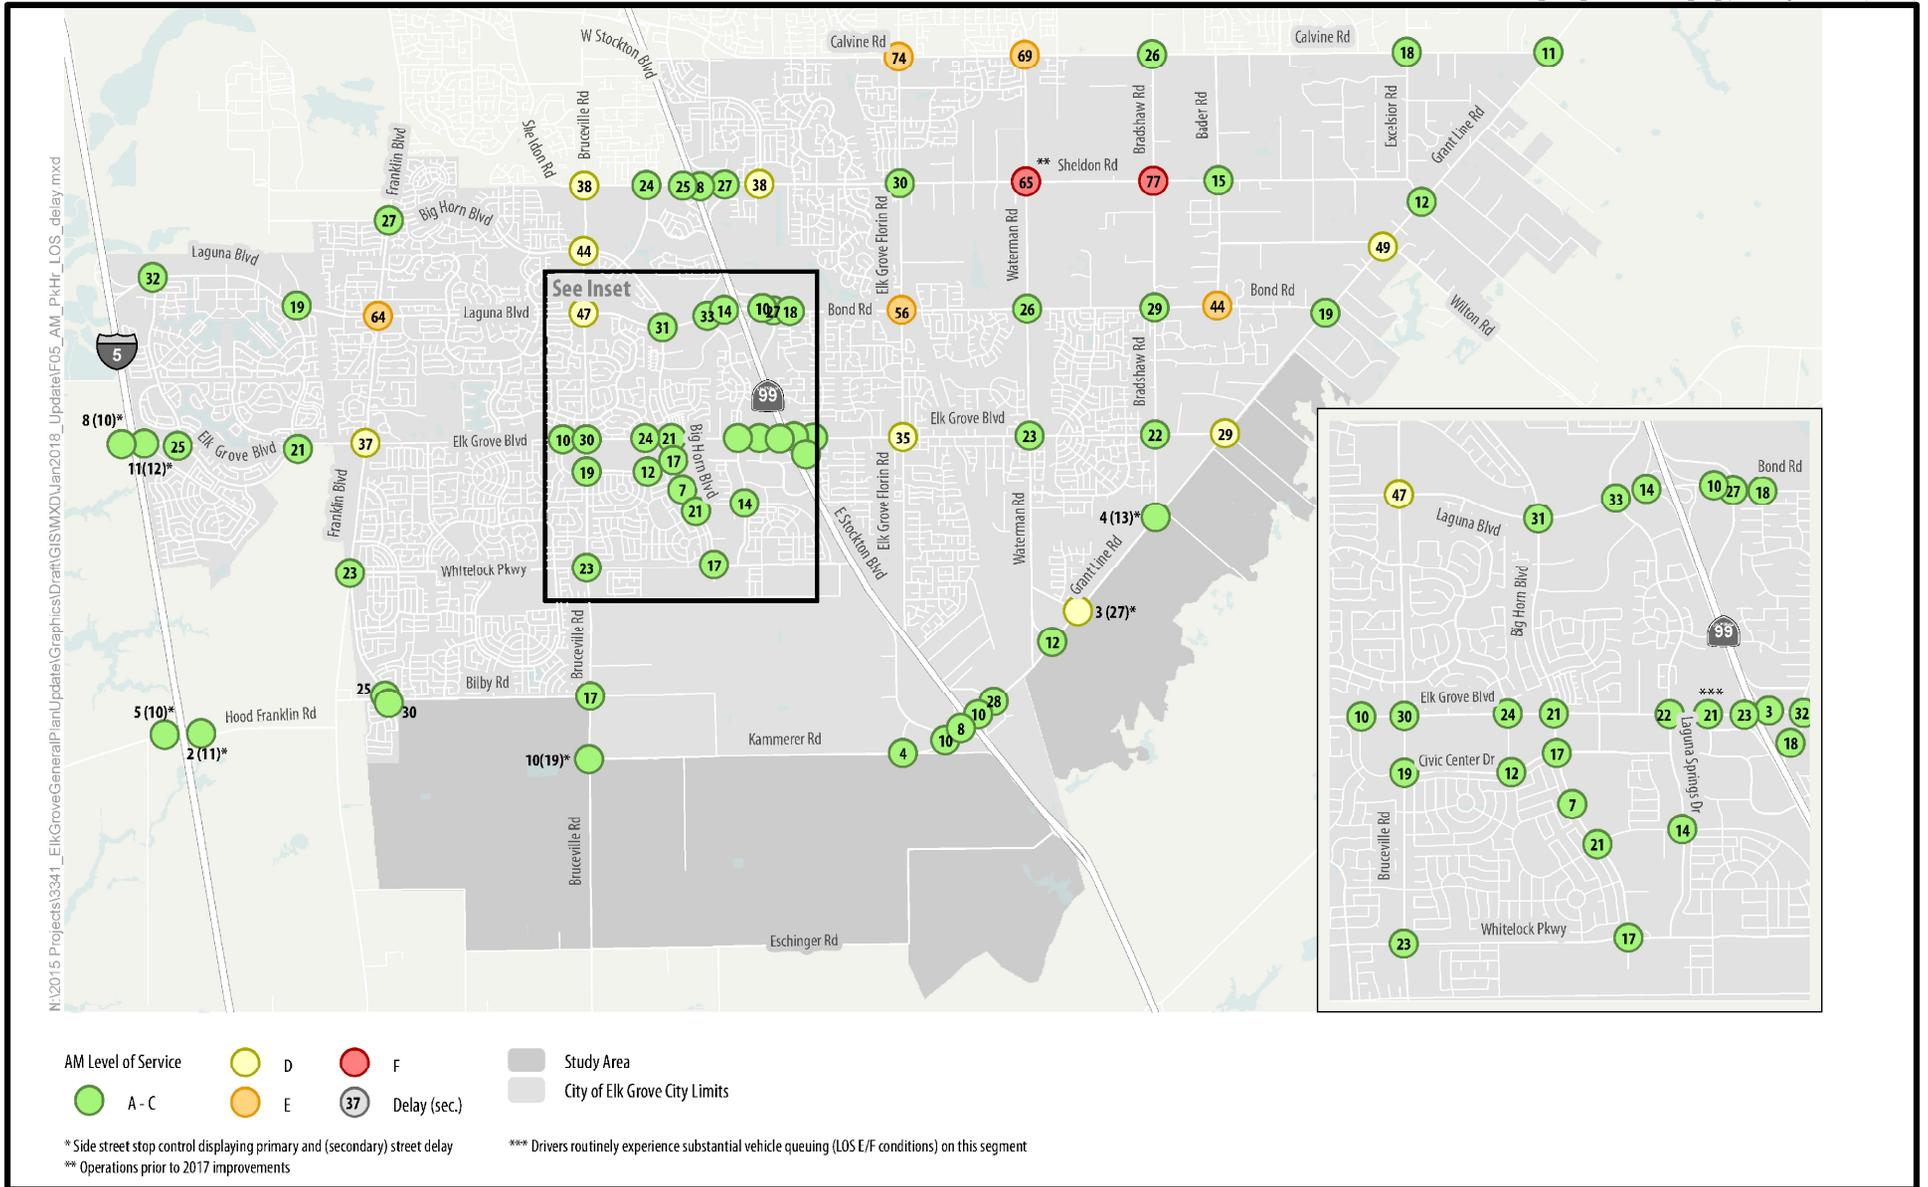 W Stockton Blvd
Calvine Rd
74
69
26
Calvine Rd
18
11
Sheldon Rd
Bruceville Rd
Franklin Blvd
Bradshaw Rd
Bader Rd
Excelsior Rd
Grant Line Rd
** Sheldon Rd
38
24
25
8
27
38
30
65
77
15
12
27
Big Horn Blvd
44
Elk Grove Florin Rd
Waterman Rd
49
Laguna Blvd
32
19
64
Laguna Blvd
See Inset
47
31
33
14
10
27
18
Bond Rd
56
26
29
44
Bond Rd
19
Wilton Rd
5
99
Bradshaw Rd
8 (10)*
11(12)*
25
Elk Grove Blvd
21
37
Elk Grove Blvd
10
30
24
21
Big Horn Blvd
19
12
17
7
21
14
35
Elk Grove Blvd
23
22
29
Franklin Blvd
E Stockton Blvd
Elk Grove Florin Rd
Waterman Rd
4 (13)*
Grant Line Rd
23
Whitelock Pkwy
23
17
3 (27)*
12
Bruceville Rd
25
30
Bilby Rd
17
28
10
8
10
4
5 (10)*
2 (11)*
Hood Franklin Rd
10(19)*
Kammerer Rd
Bruceville Rd
Eschinger Rd
47
Laguna Blvd
31
33
14
10
27
18
Bond Rd
Big Horn Blvd
99
Elk Grove Blvd
***
10
30
24
21
22
21
23
3
32
18
Laguna Springs Dr
19
Civic Center Dr
12
17
7
21
14
Bruceville Rd
23
Whitelock Pkwy
17
N:\2015 Projects\3341_ElkGroveGeneralPlanUpdate\Graphics\Draft\GIS\MXD\Jan2018_Update\F05_AM_PkHr_LOS_delay.mxd
AM Level of Service
A - C
D
E
F
37 Delay (sec.)
Study Area
City of Elk Grove City Limits
* Side street stop control displaying primary and (secondary) street delay
** Operations prior to 2017 improvements
*** Drivers routinely experience substantial vehicle queuing (LOS E/F conditions) on this segment